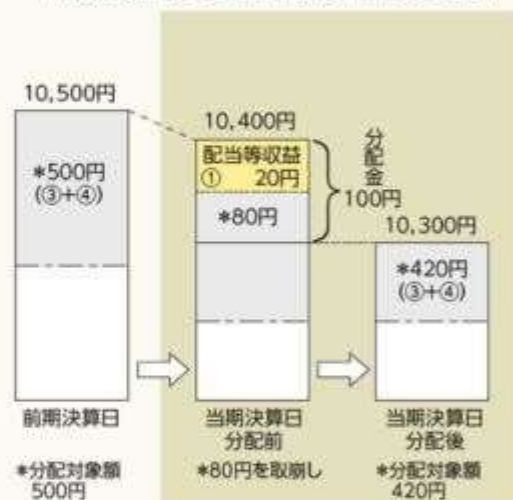 10,500円
*500円
(③+④)
10,400円
配当等収益
① 20円
*80円
分配金
100円
10,300円
*420円
(③+④)
前期決算日
当期決算日
分配前
当期決算日
分配後
*分配対象額
500円
*80円を取崩し
*分配対象額
420円